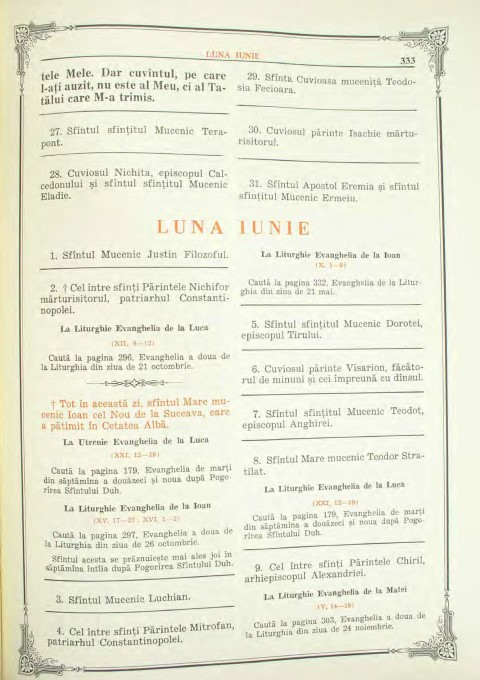 LUNA IUNIE
333
tele Mele. Dar cuvîntul, pe care
l-ați auzit, nu este al Meu, ci al Ta-
tălui care M-a trimis.
27. Sfîntul sfințitul Mucenic Tera-
pont.
28. Cuviosul Nichita, episcopul Cal-
cedonului și sfîntul sfințitul Mucenic
Eladie.
29. Sfînta Cuvioasa muceniță Teodo-
sia Fecioara.
30. Cuviosul părinte Isachie mărtu-
risitorul.
31. Sfîntul Apostol Eremia și sfîntul
sfințitul Mucenic Ermeiu.
LUNA IUNIE
1. Sfîntul Mucenic Justin Filozoful.
2. † Cel între sfinți Părintele Nichifor
mărturisitorul, patriarhul Constanti-
nopolei.
La Liturghie Evanghelia de la Luca
(XII, 8—12)
Caută la pagina 296, Evanghelia a doua de
la Liturghia din ziua de 21 octombrie.
† Tot în această zi, sfîntul Mare mu-
cenic Ioan cel Nou de la Suceava, care
a pătimit în Cetatea Albă.
La Utrenie Evanghelia de la Luca
(XXI, 12—19)
Caută la pagina 179, Evanghelia de marți
din săptămîna a douăzeci și noua după Pogo-
rîrea Sfîntului Duh.
La Liturghie Evanghelia de la Ioan
(XV, 17—27; XVI, 1—2)
Caută la pagina 297, Evanghelia a doua de
la Liturghia din ziua de 26 octombrie.
Sfîntul acesta se prăznuiește mai ales joi în
săptămîna întîia după Pogorîrea Sfîntului Duh.
3. Sfîntul Mucenic Luchian.
4. Cel între sfinți Părintele Mitrofan,
patriarhul Constantinopolei.
La Liturghie Evanghelia de la Ioan
(X, 1—9)
Caută la pagina 332, Evanghelia de la Litur-
ghia din ziua de 21 mai.
5. Sfîntul sfințitul Mucenic Dorotei,
episcopul Tirului.
6. Cuviosul părinte Visarion, făcăto-
rul de minuni și cei împreună cu dînsul.
7. Sfîntul sfințitul Mucenic Teodot,
episcopul Anghirei.
8. Sfîntul Mare mucenic Teodor Stra-
tilat.
La Liturghie Evanghelia de la Luca
(XXI, 12—19)
Caută la pagina 179, Evanghelia de marți
din săptămîna a douăzeci și noua după Pogo-
rîrea Sfîntului Duh.
9. Cel între sfinți Părintele Chiril,
arhiepiscopul Alexandriei.
La Liturghie Evanghelia de la Matei
(V, 14—19)
Caută la pagina 303, Evanghelia a doua de
la Liturghia din ziua de 24 noiembrie.